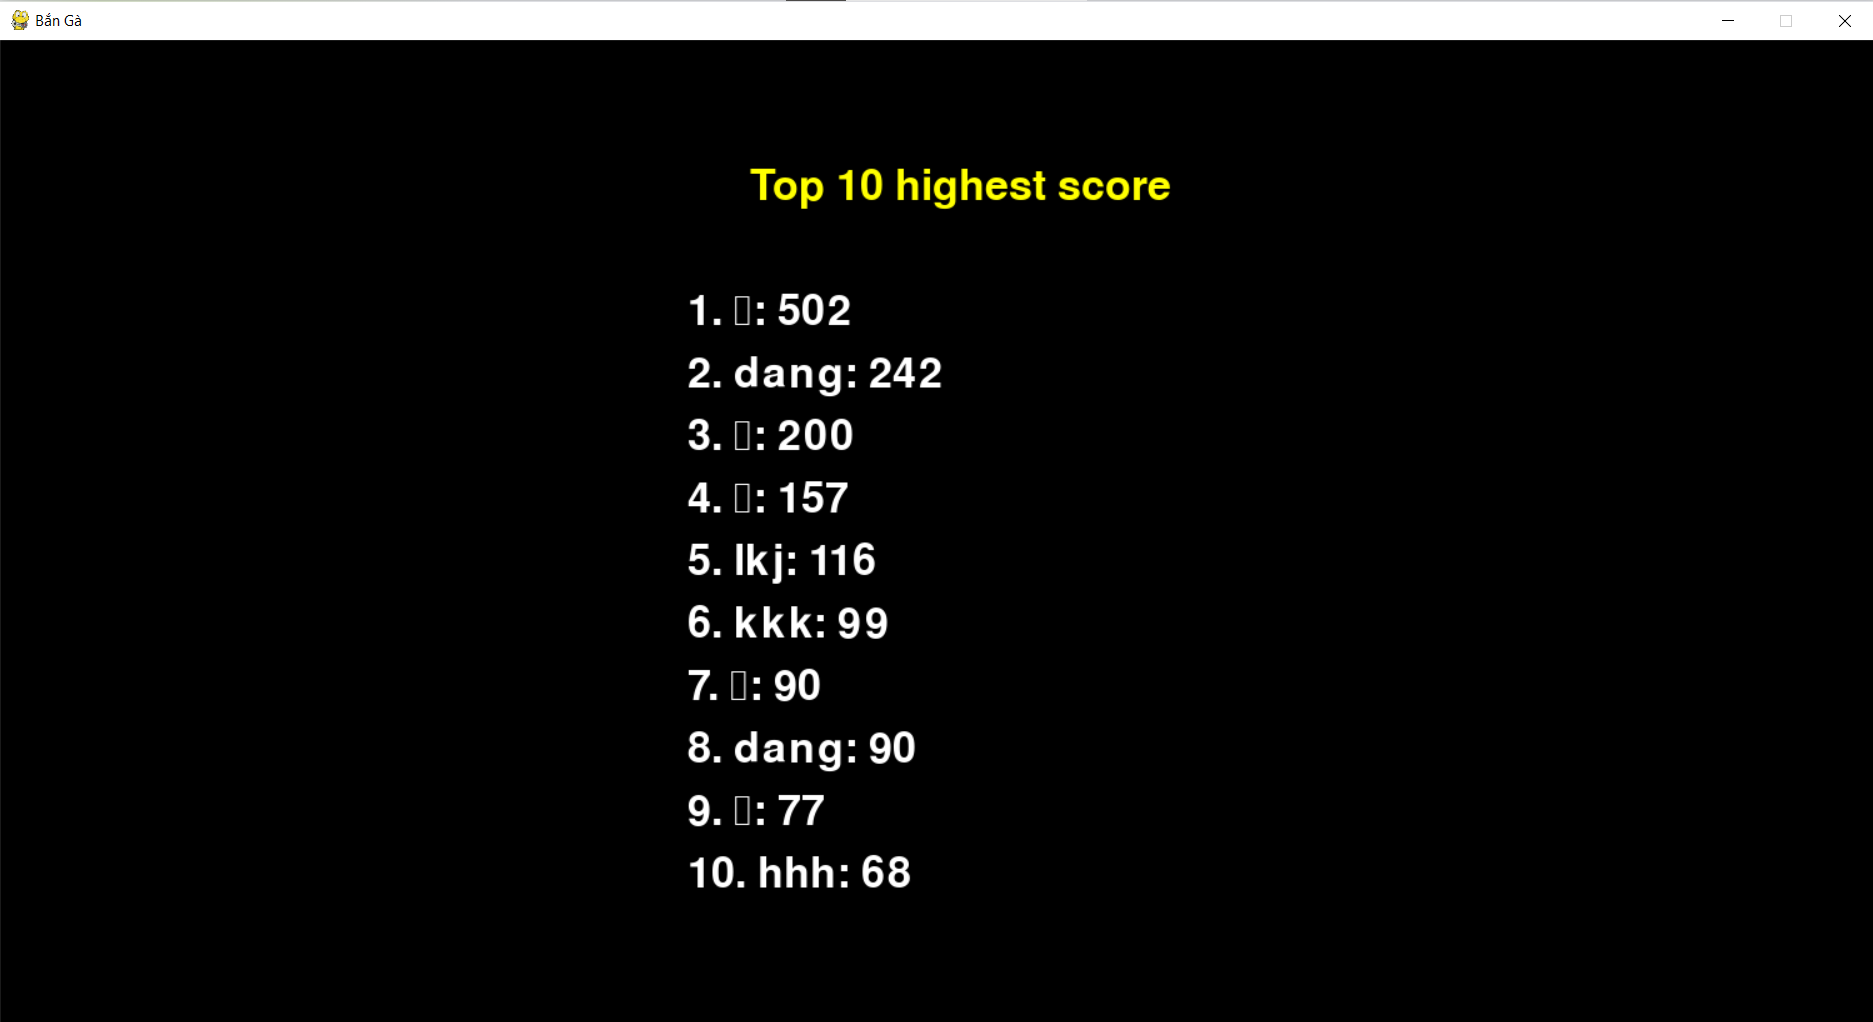 Bắn Gà
Top 10 highest score
1. : 502
2. dang: 242
3. : 200
4. : 157
5. lkj: 116
6. kkk: 99
7. : 90
8. dang: 90
9. : 77
10. hhh: 68